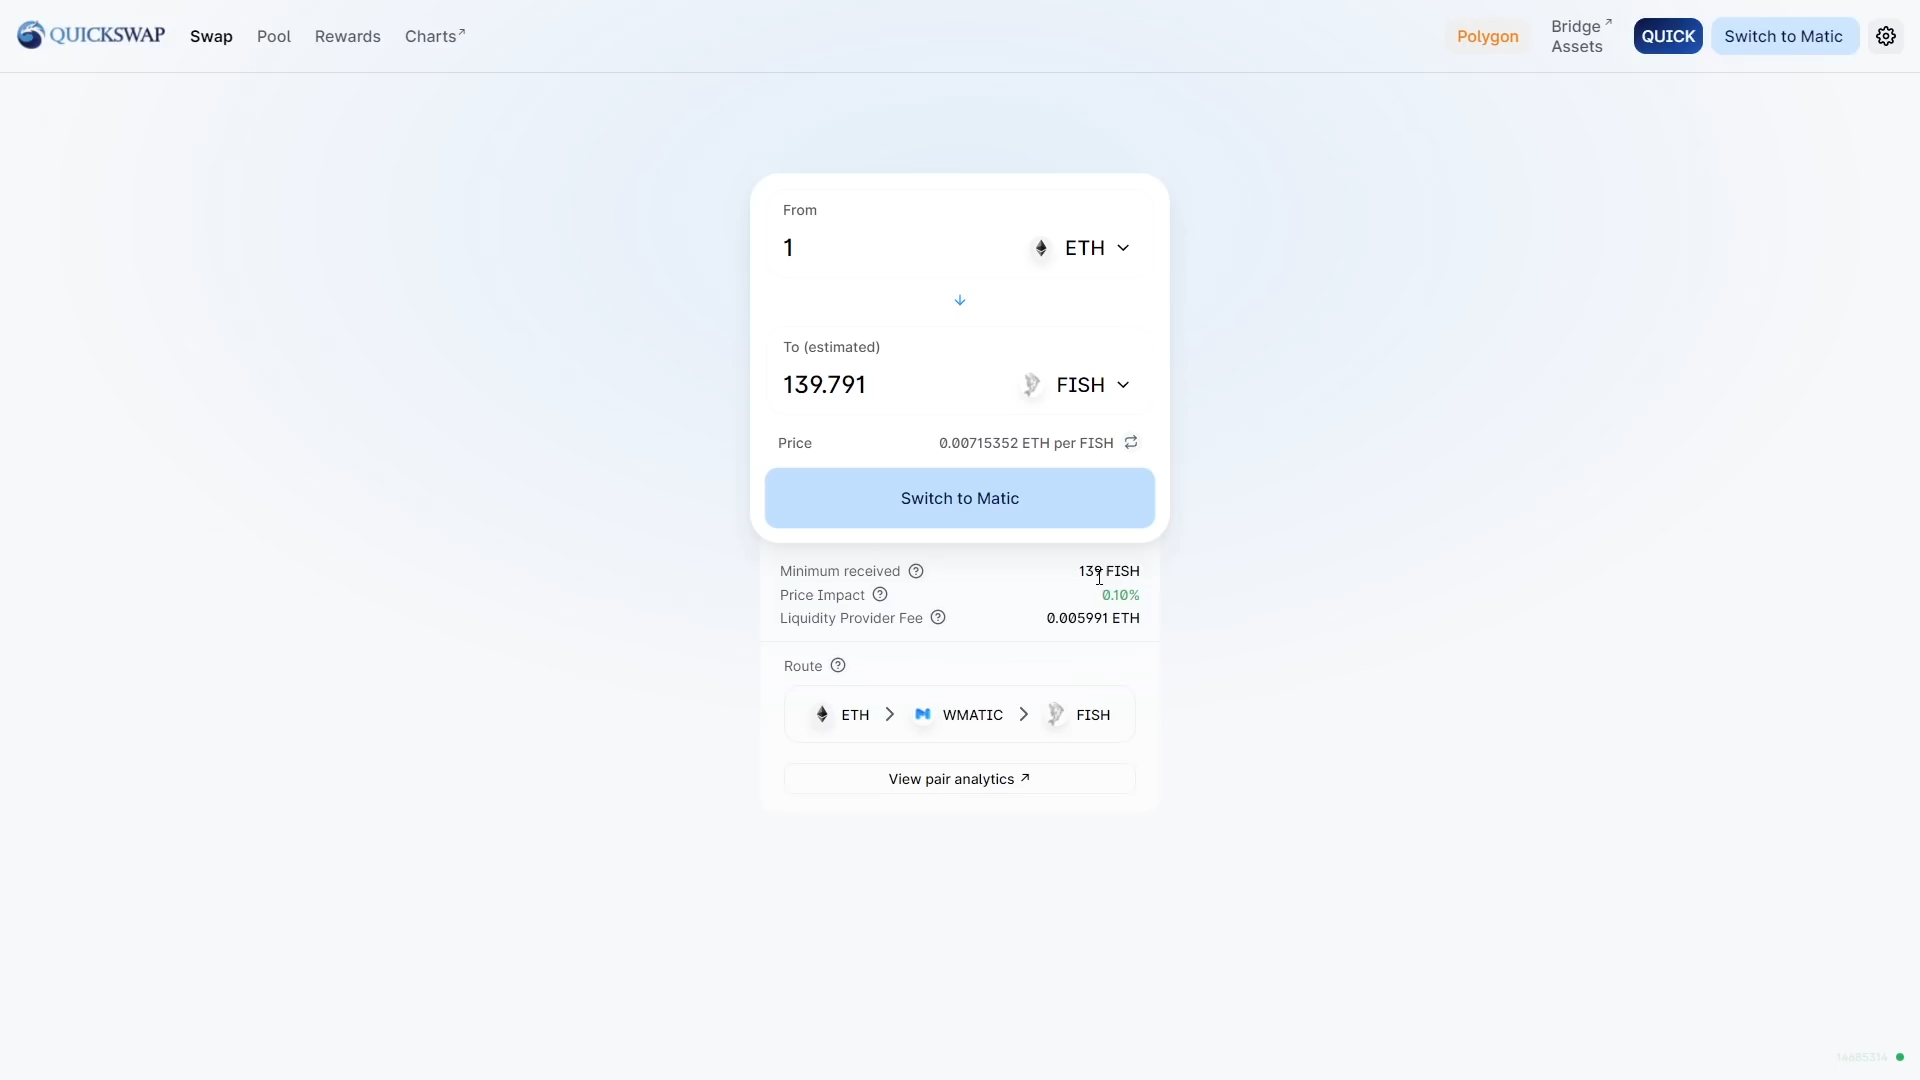 QUICKSWAP Swap Pool Rewards Charts↗ Polygon Bridge↗ Assets QUICK Switch to Matic
From
1 ETH
To (estimated)
139.791 FISH
Price 0.00715352 ETH per FISH
Switch to Matic
Minimum received 139 FISH
Price Impact 0.10%
Liquidity Provider Fee 0.005991 ETH
Route
ETH > WMATIC > FISH
View pair analytics ↗
14685314